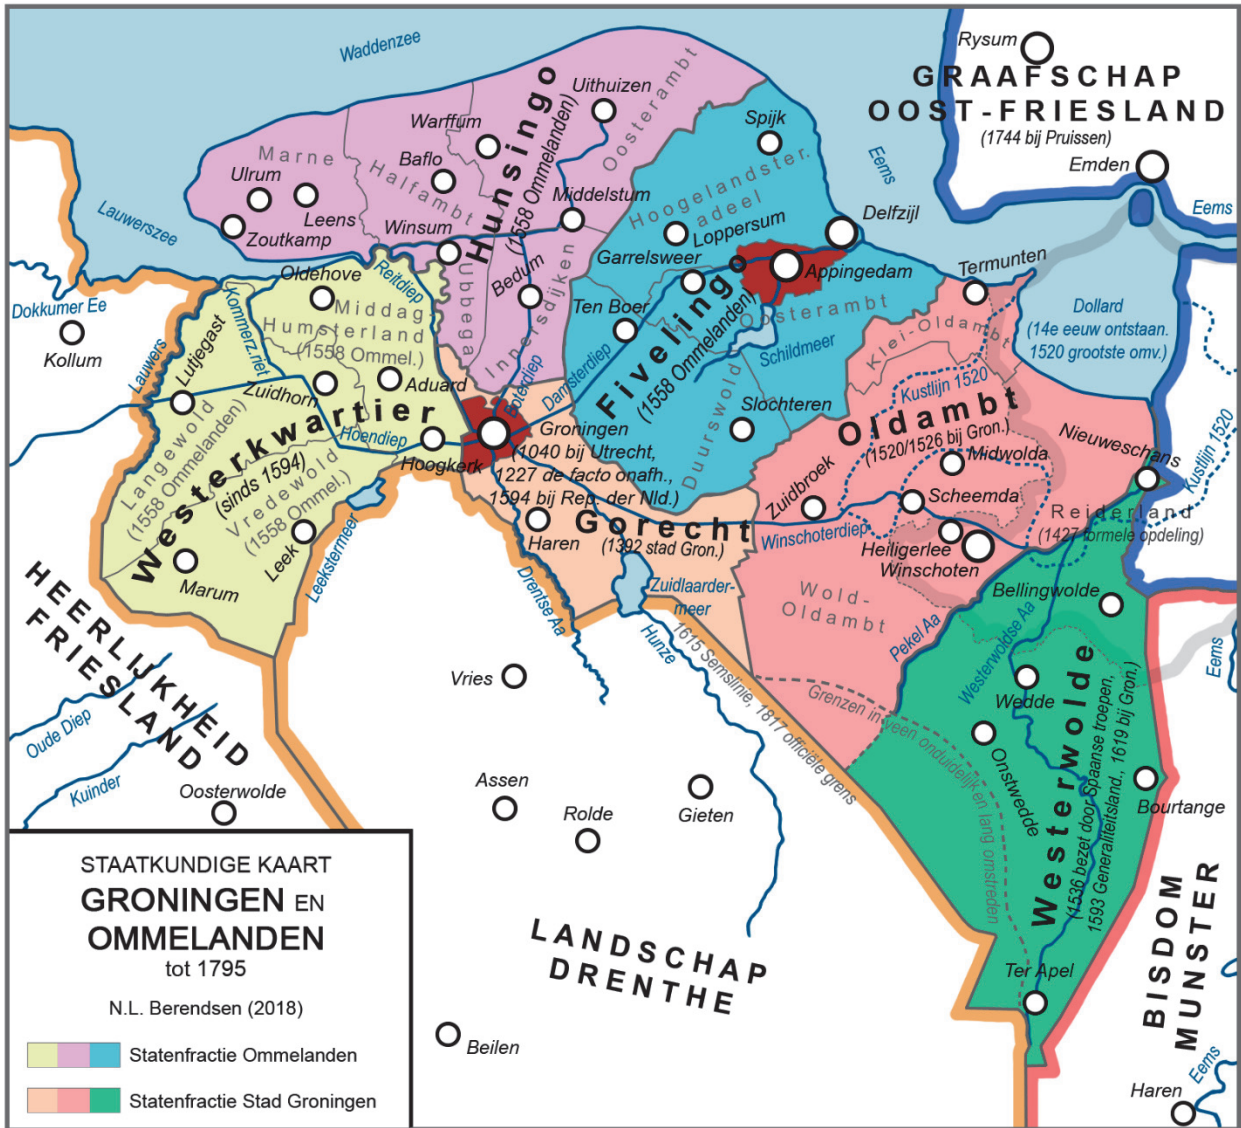 Waddenzee
Rysum
GRAAFSCHAP
OOST-FRIESLAND
(1744 bij Pruissen)
Emden
Eems
Eems
Uithuizen
Warffum
Baflo
Marne
Ulrum
Leens
Zoutkamp
Halfambt
Hunsingo
(1558 Ommelanden)
Oosterambt
Middelstum
Winsum
Ubbega
Bedum
Innersdijken
Lauwerszee
Spijk
Hoogelandster.
adeel
Loppersum
Delfzijl
Garrelsweer
Appingedam
Ten Boer
Fivelingo
(1558 Ommelanden)
Oosterambt
Schildmeer
Duurswold
Slochteren
Damsterdiep
Boterdiep
Termunten
Dollard
(14e eeuw ontstaan.
1520 grootste omv.)
Klei-Oldambt
Kustlijn 1520
Kustlijn 1520
Oldambt
(1520/1526 bij Gron.)
Midwolda
Nieuweschans
Zuidbroek
Scheemda
Winschoterdiep
Heiligerlee
Winschoten
Reiderland
(1427 formele opdeling)
Wold-
Oldambt
Pekel Aa
Dokkumer Ee
Kollum
Lauwers
Oldehove
Reitdiep
Kommerz.riet
Lutjegast
Middag
Humsterland
(1558 Ommel.)
Zuidhorn
Aduard
Westerkwartier
(sinds 1594)
Hoendiep
Hoogkerk
Langewold
(1558 Ommelanden)
Vredewold
(1558 Ommel.)
Leek
Marum
Leekstermeer
Groningen
(1040 bij Utrecht,
1227 de facto onafh.,
1594 bij Rep. der Nld.)
Gorecht
(1392 stad Gron.)
Haren
Drentse Aa
Zuidlaarder-
meer
Hunze
1615 Semslinie, 1817 officiële grens
Grenzen in veen onduidelijk en lang omstreden
Bellingwolde
Westerwoldse Aa
Wedde
Onstwedde
Westerwolde
(1536 bezet door Spaanse troepen,
1593 Generaliteitsland., 1619 bij Gron.)
Bourtange
Ter Apel
Eems
HEERLIJKHEID
FRIESLAND
Oude Diep
Kuinder
Oosterwolde
Vries
Assen
Rolde
Gieten
LANDSCHAP
DRENTHE
Beilen
BISDOM
MUNSTER
Eems
Haren
STAATKUNDIGE KAART
GRONINGEN EN
OMMELANDEN
tot 1795
N.L. Berendsen (2018)
Statenfractie Ommelanden
Statenfractie Stad Groningen